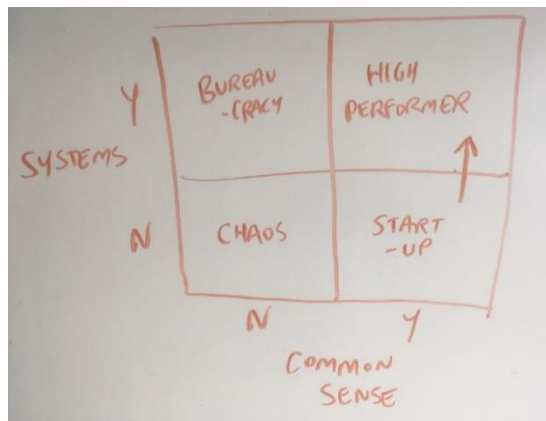 Y
BUREAU
-CRACY
HIGH
PERFORMER
SYSTEMS
N
CHAOS
START
-UP
N
Y
COMMON
SENSE